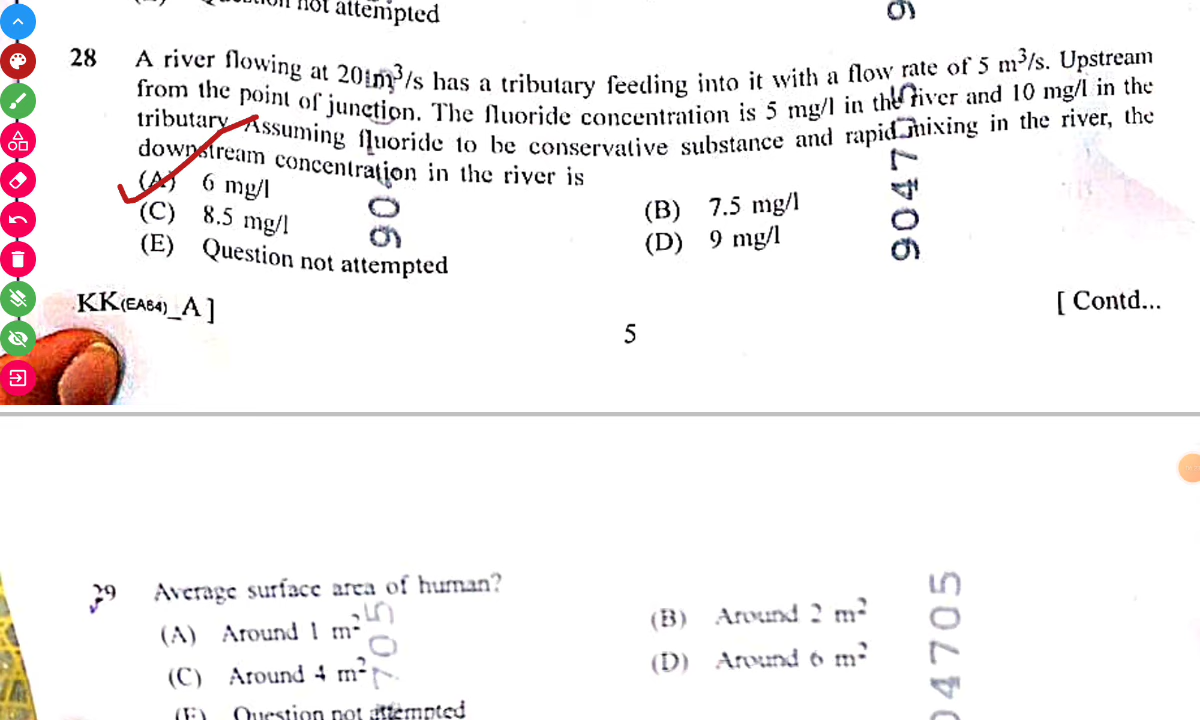 Question not attempted
28 A river flowing at 20 m³/s has a tributary feeding into it with a flow rate of 5 m³/s. Upstream
from the point of junction. The fluoride concentration is 5 mg/l in the river and 10 mg/l in the
tributary. Assuming fluoride to be conservative substance and rapid mixing in the river, the
downstream concentration in the river is
(A) 6 mg/l
(B) 7.5 mg/l
(C) 8.5 mg/l
(D) 9 mg/l
(E) Question not attempted
904705
KK(EA64)_A ]
5
[ Contd...
29 Average surface area of human?
(A) Around 1 m²
(B) Around 2 m²
(C) Around 4 m²
(D) Around 6 m²
(E) Question not attempted
705
04705